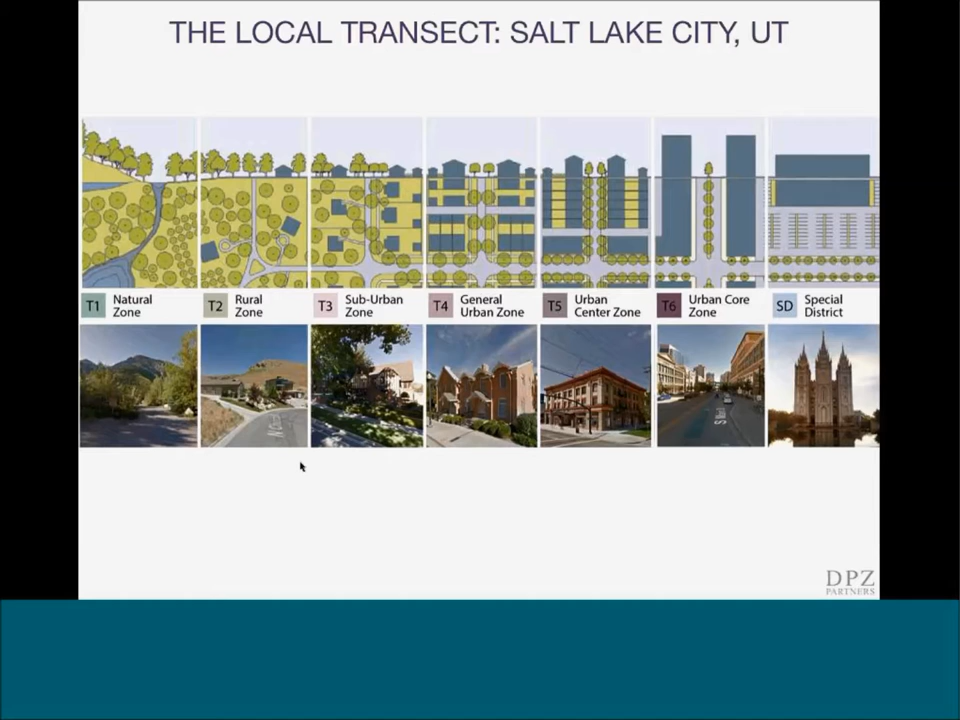 THE LOCAL TRANSECT: SALT LAKE CITY, UT
T1 Natural Zone
T2 Rural Zone
T3 Sub-Urban Zone
T4 General Urban Zone
T5 Urban Center Zone
T6 Urban Core Zone
SD Special District
DPZ
PARTNERS